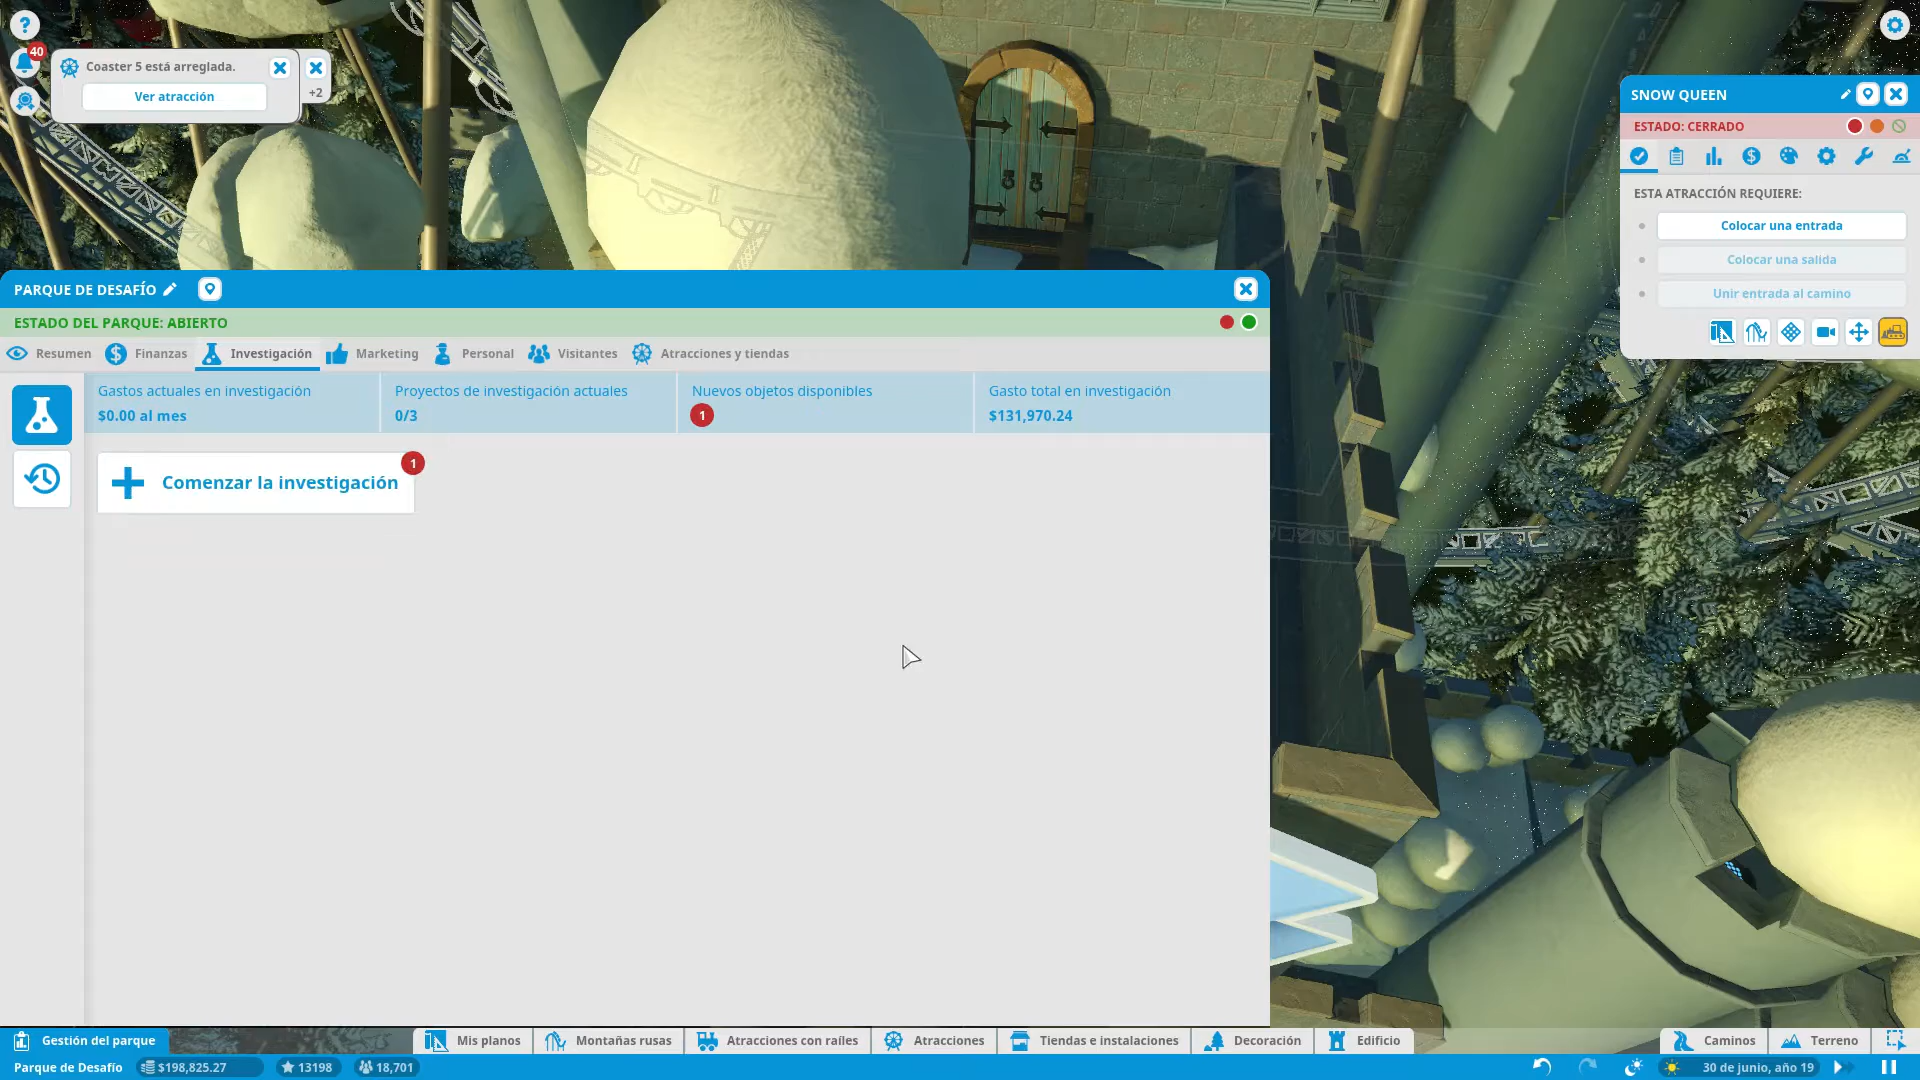 ?
40
Coaster 5 está arreglada.
Ver atracción
+2
SNOW QUEEN
ESTADO: CERRADO
ESTA ATRACCIÓN REQUIERE:
Colocar una entrada
Colocar una salida
Unir entrada al camino
PARQUE DE DESAFÍO
ESTADO DEL PARQUE: ABIERTO
Resumen
Finanzas
Investigación
Marketing
Personal
Visitantes
Atracciones y tiendas
Gastos actuales en investigación
$0.00 al mes
Proyectos de investigación actuales
0/3
Nuevos objetos disponibles
1
Gasto total en investigación
$131,970.24
Comenzar la investigación
1
Gestión del parque
Mis planos
Montañas rusas
Atracciones con raíles
Atracciones
Tiendas e instalaciones
Decoración
Edificio
Caminos
Terreno
Parque de Desafío
$198,825.27
13198
18,701
30 de junio, año 19